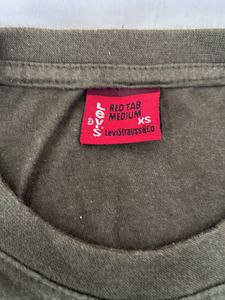 LEVI'S
RED TAB
MEDIUM
XS
LeviStrauss&Co